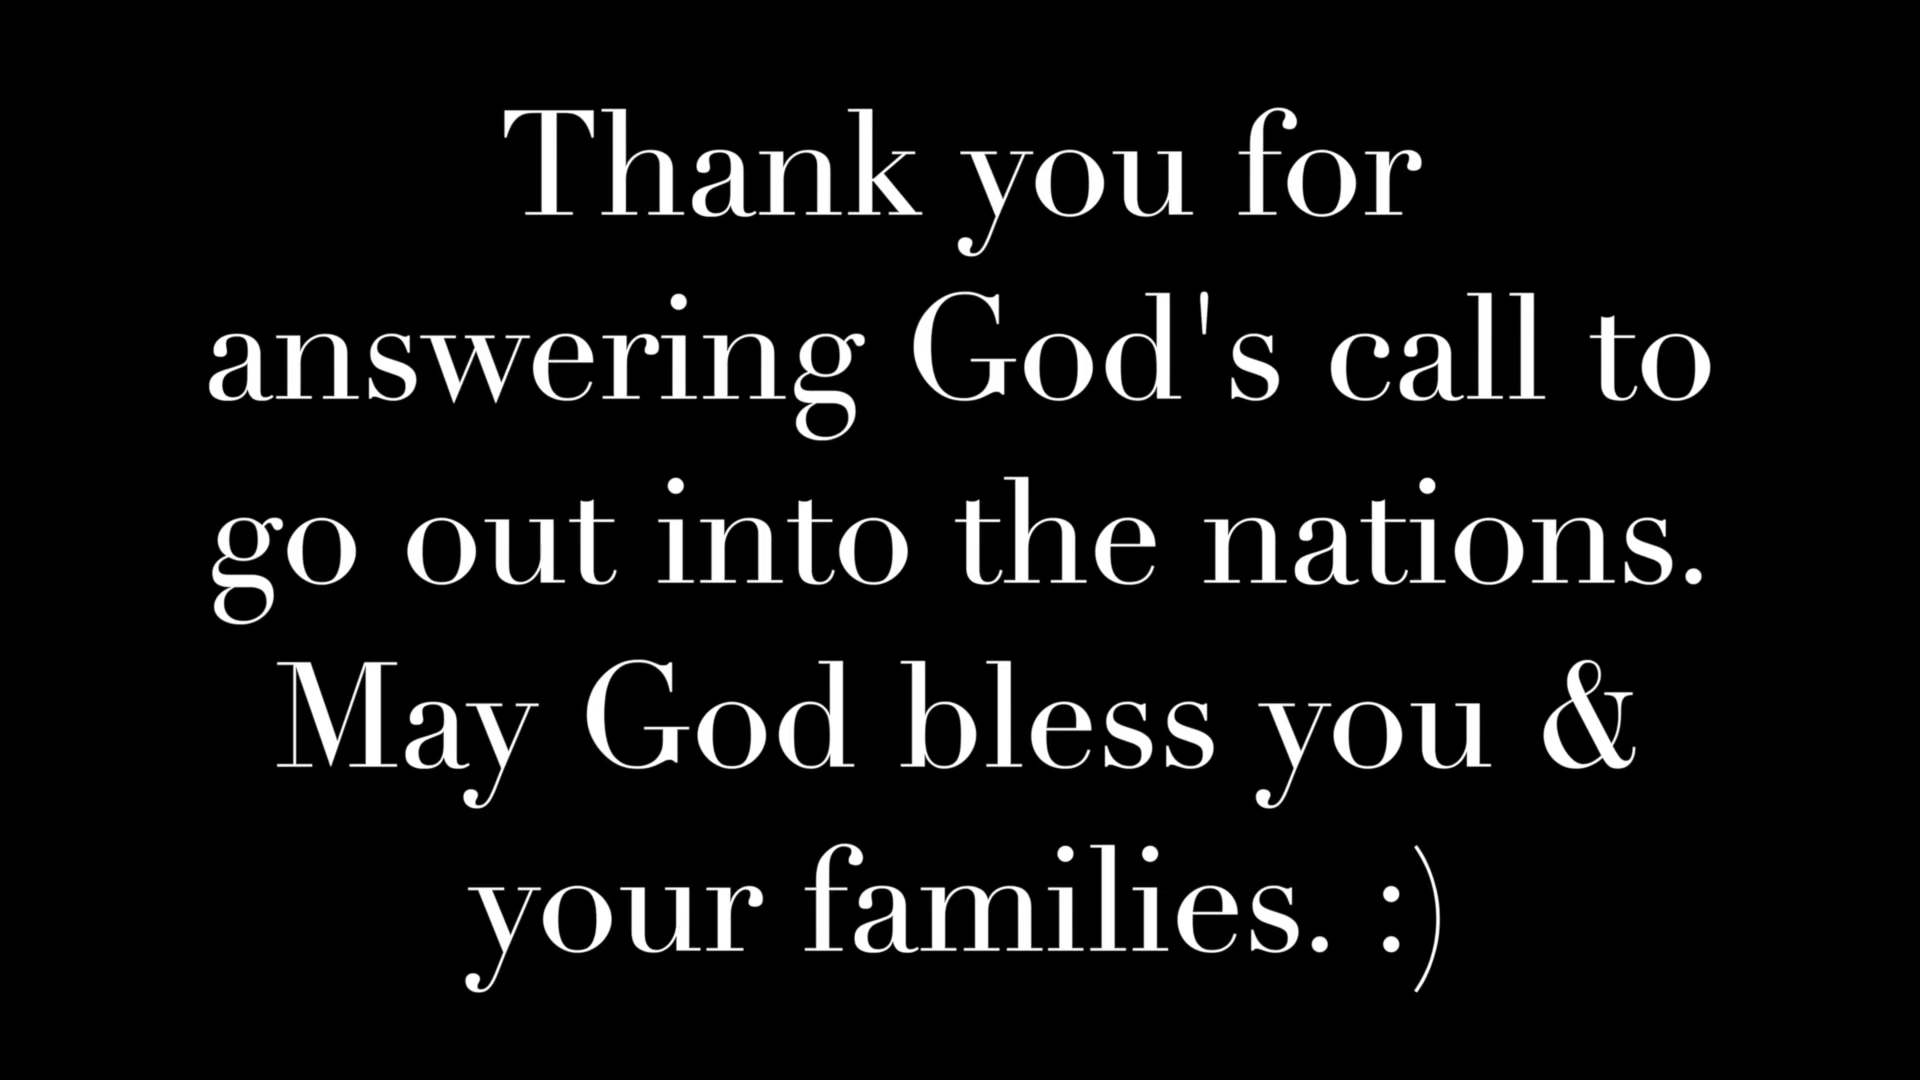 Thank you for
answering God's call to
go out into the nations.
May God bless you &
your families. :)